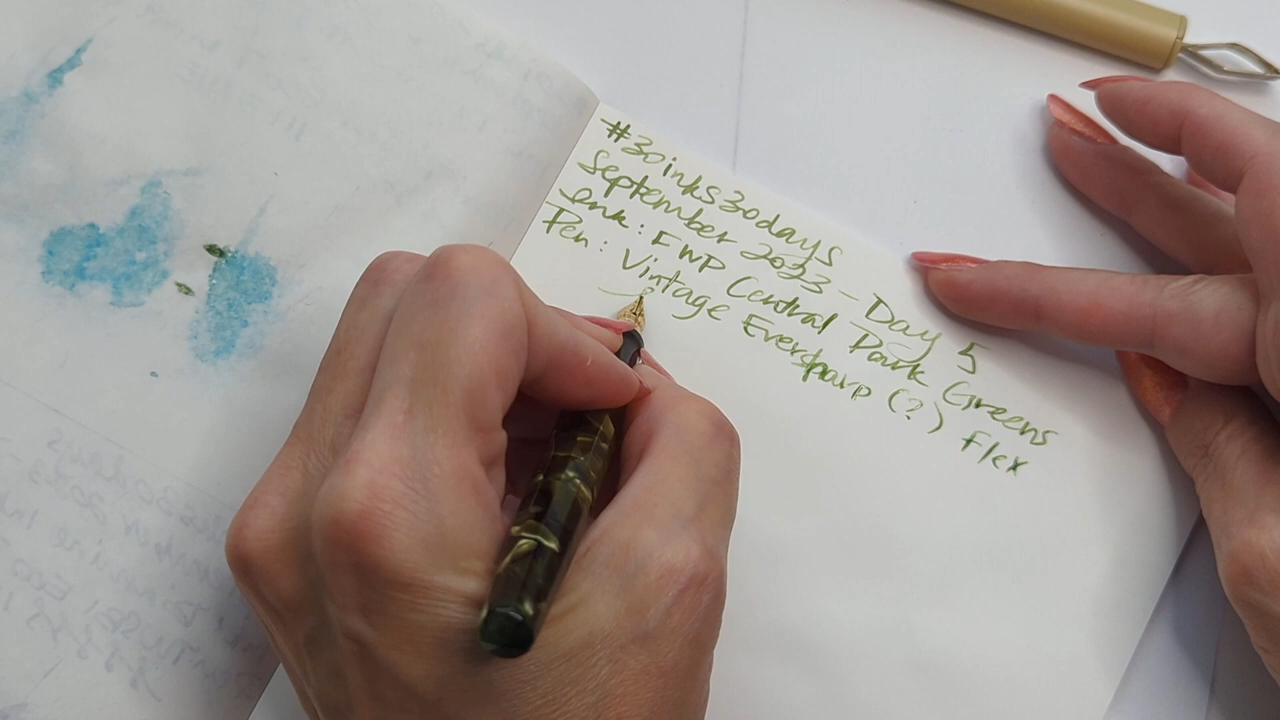 #30inks30days
September 2023 - Day 5
Ink: FWP Central Park Greens
Pen: Vintage Eversharp (?) flex